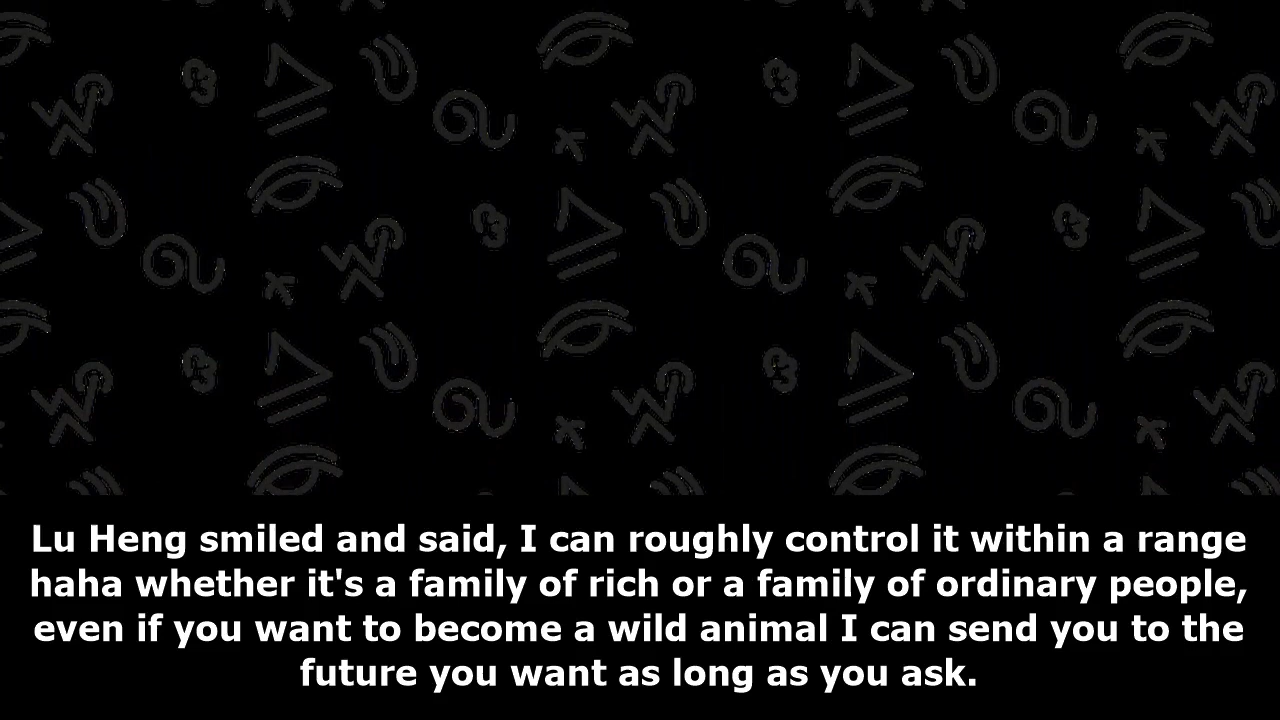 Lu Heng smiled and said, I can roughly control it within a range
haha whether it's a family of rich or a family of ordinary people,
even if you want to become a wild animal I can send you to the
future you want as long as you ask.